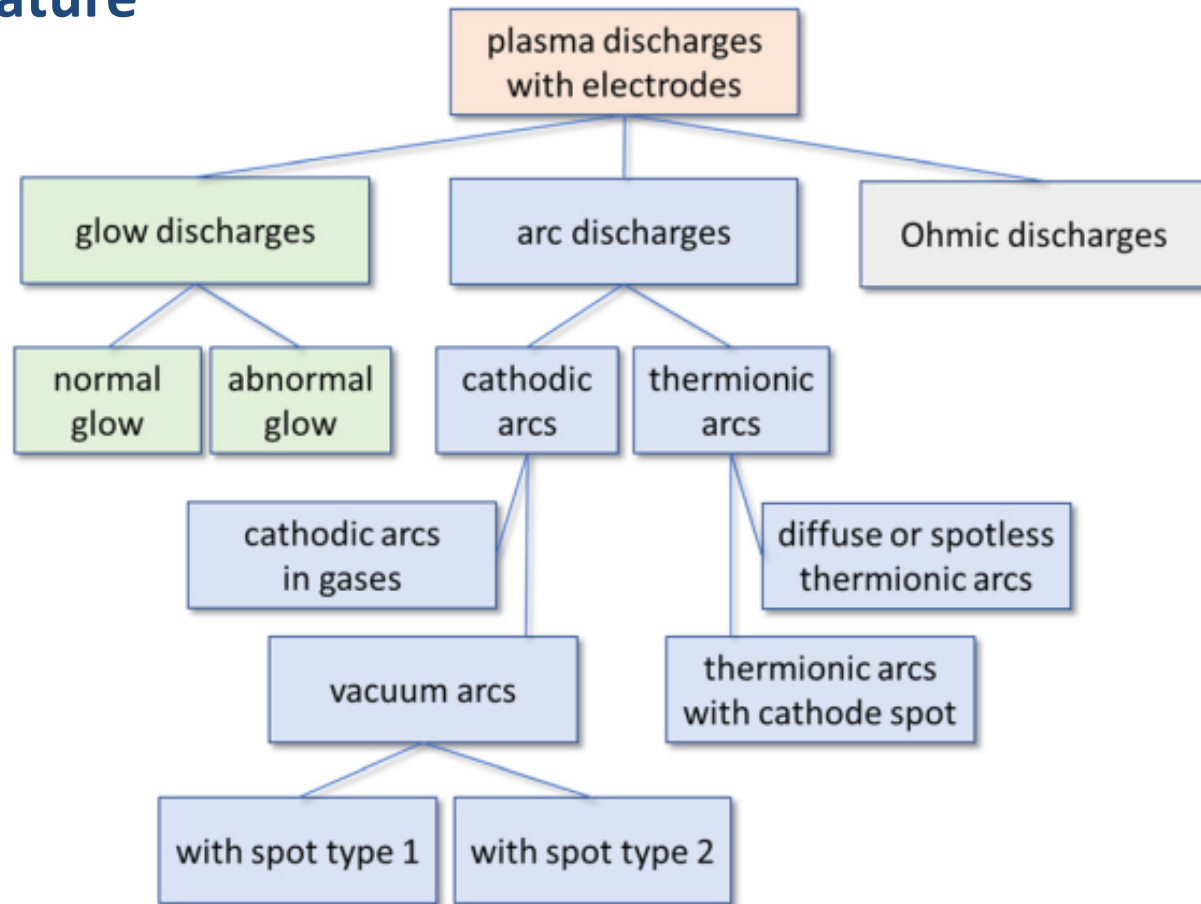 plasma discharges
with electrodes
glow discharges
arc discharges
Ohmic discharges
normal
glow
abnormal
glow
cathodic
arcs
thermionic
arcs
cathodic arcs
in gases
diffuse or spotless
thermionic arcs
vacuum arcs
thermionic arcs
with cathode spot
with spot type 1
with spot type 2